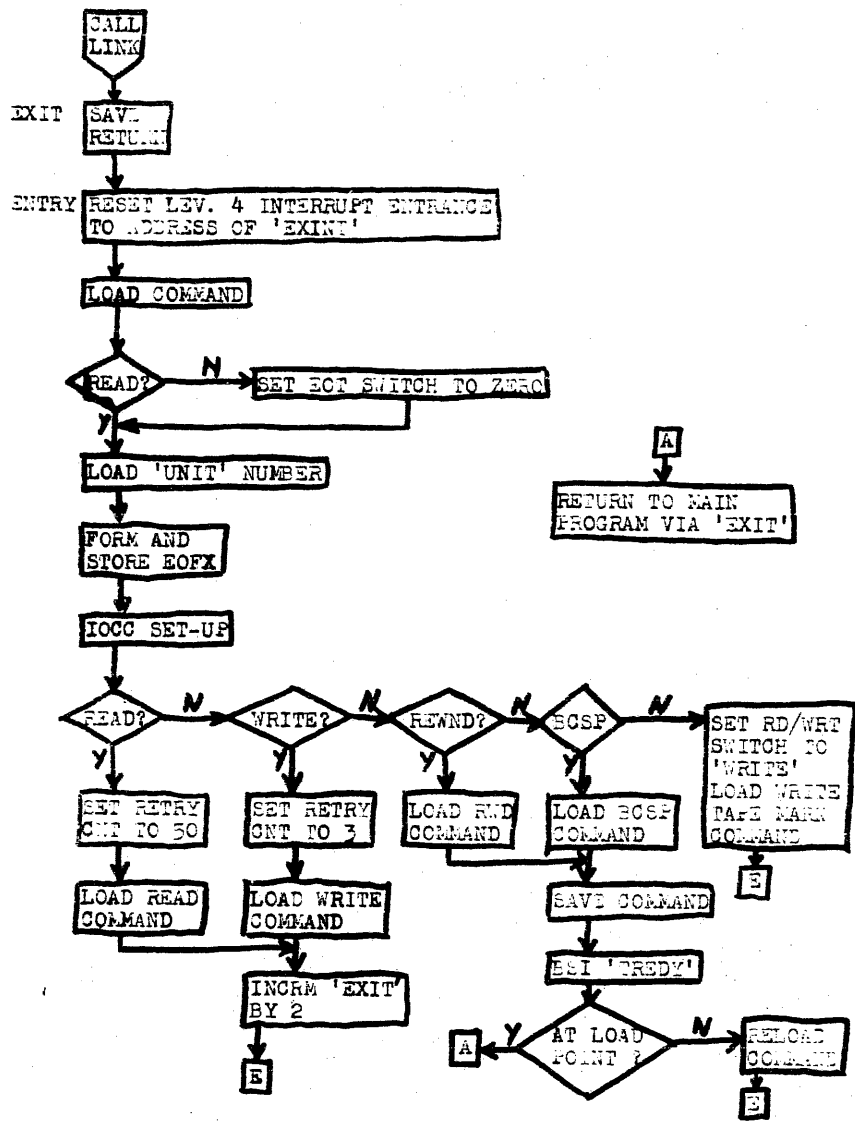 CALL
LINK
EXIT
SAVE
RETURN
ENTRY
RESET LEV. 4 INTERRUPT ENTRANCE
TO ADDRESS OF 'EXINT'
LOAD COMMAND
READ?
N
SET EOT SWITCH TO ZERO
Y
A
LOAD 'UNIT' NUMBER
RETURN TO MAIN
PROGRAM VIA 'EXIT'
FORM AND
STORE EOFX
IOCC SET-UP
READ?
N
WRITE?
N
REWND?
N
BCSP
N
SET RD/WRT
SWITCH TO
'WRITE'
LOAD WRITE
TAPE MARK
COMMAND
Y
Y
Y
Y
SET RETRY
CNT TO 50
SET RETRY
CNT TO 3
LOAD RWD
COMMAND
LOAD BCSP
COMMAND
E
LOAD READ
COMMAND
LOAD WRITE
COMMAND
SAVE COMMAND
BSI 'TREDY'
INCRM 'EXIT'
BY 2
A
Y
AT LOAD
POINT ?
N
RELOAD
COMMAND
E
E